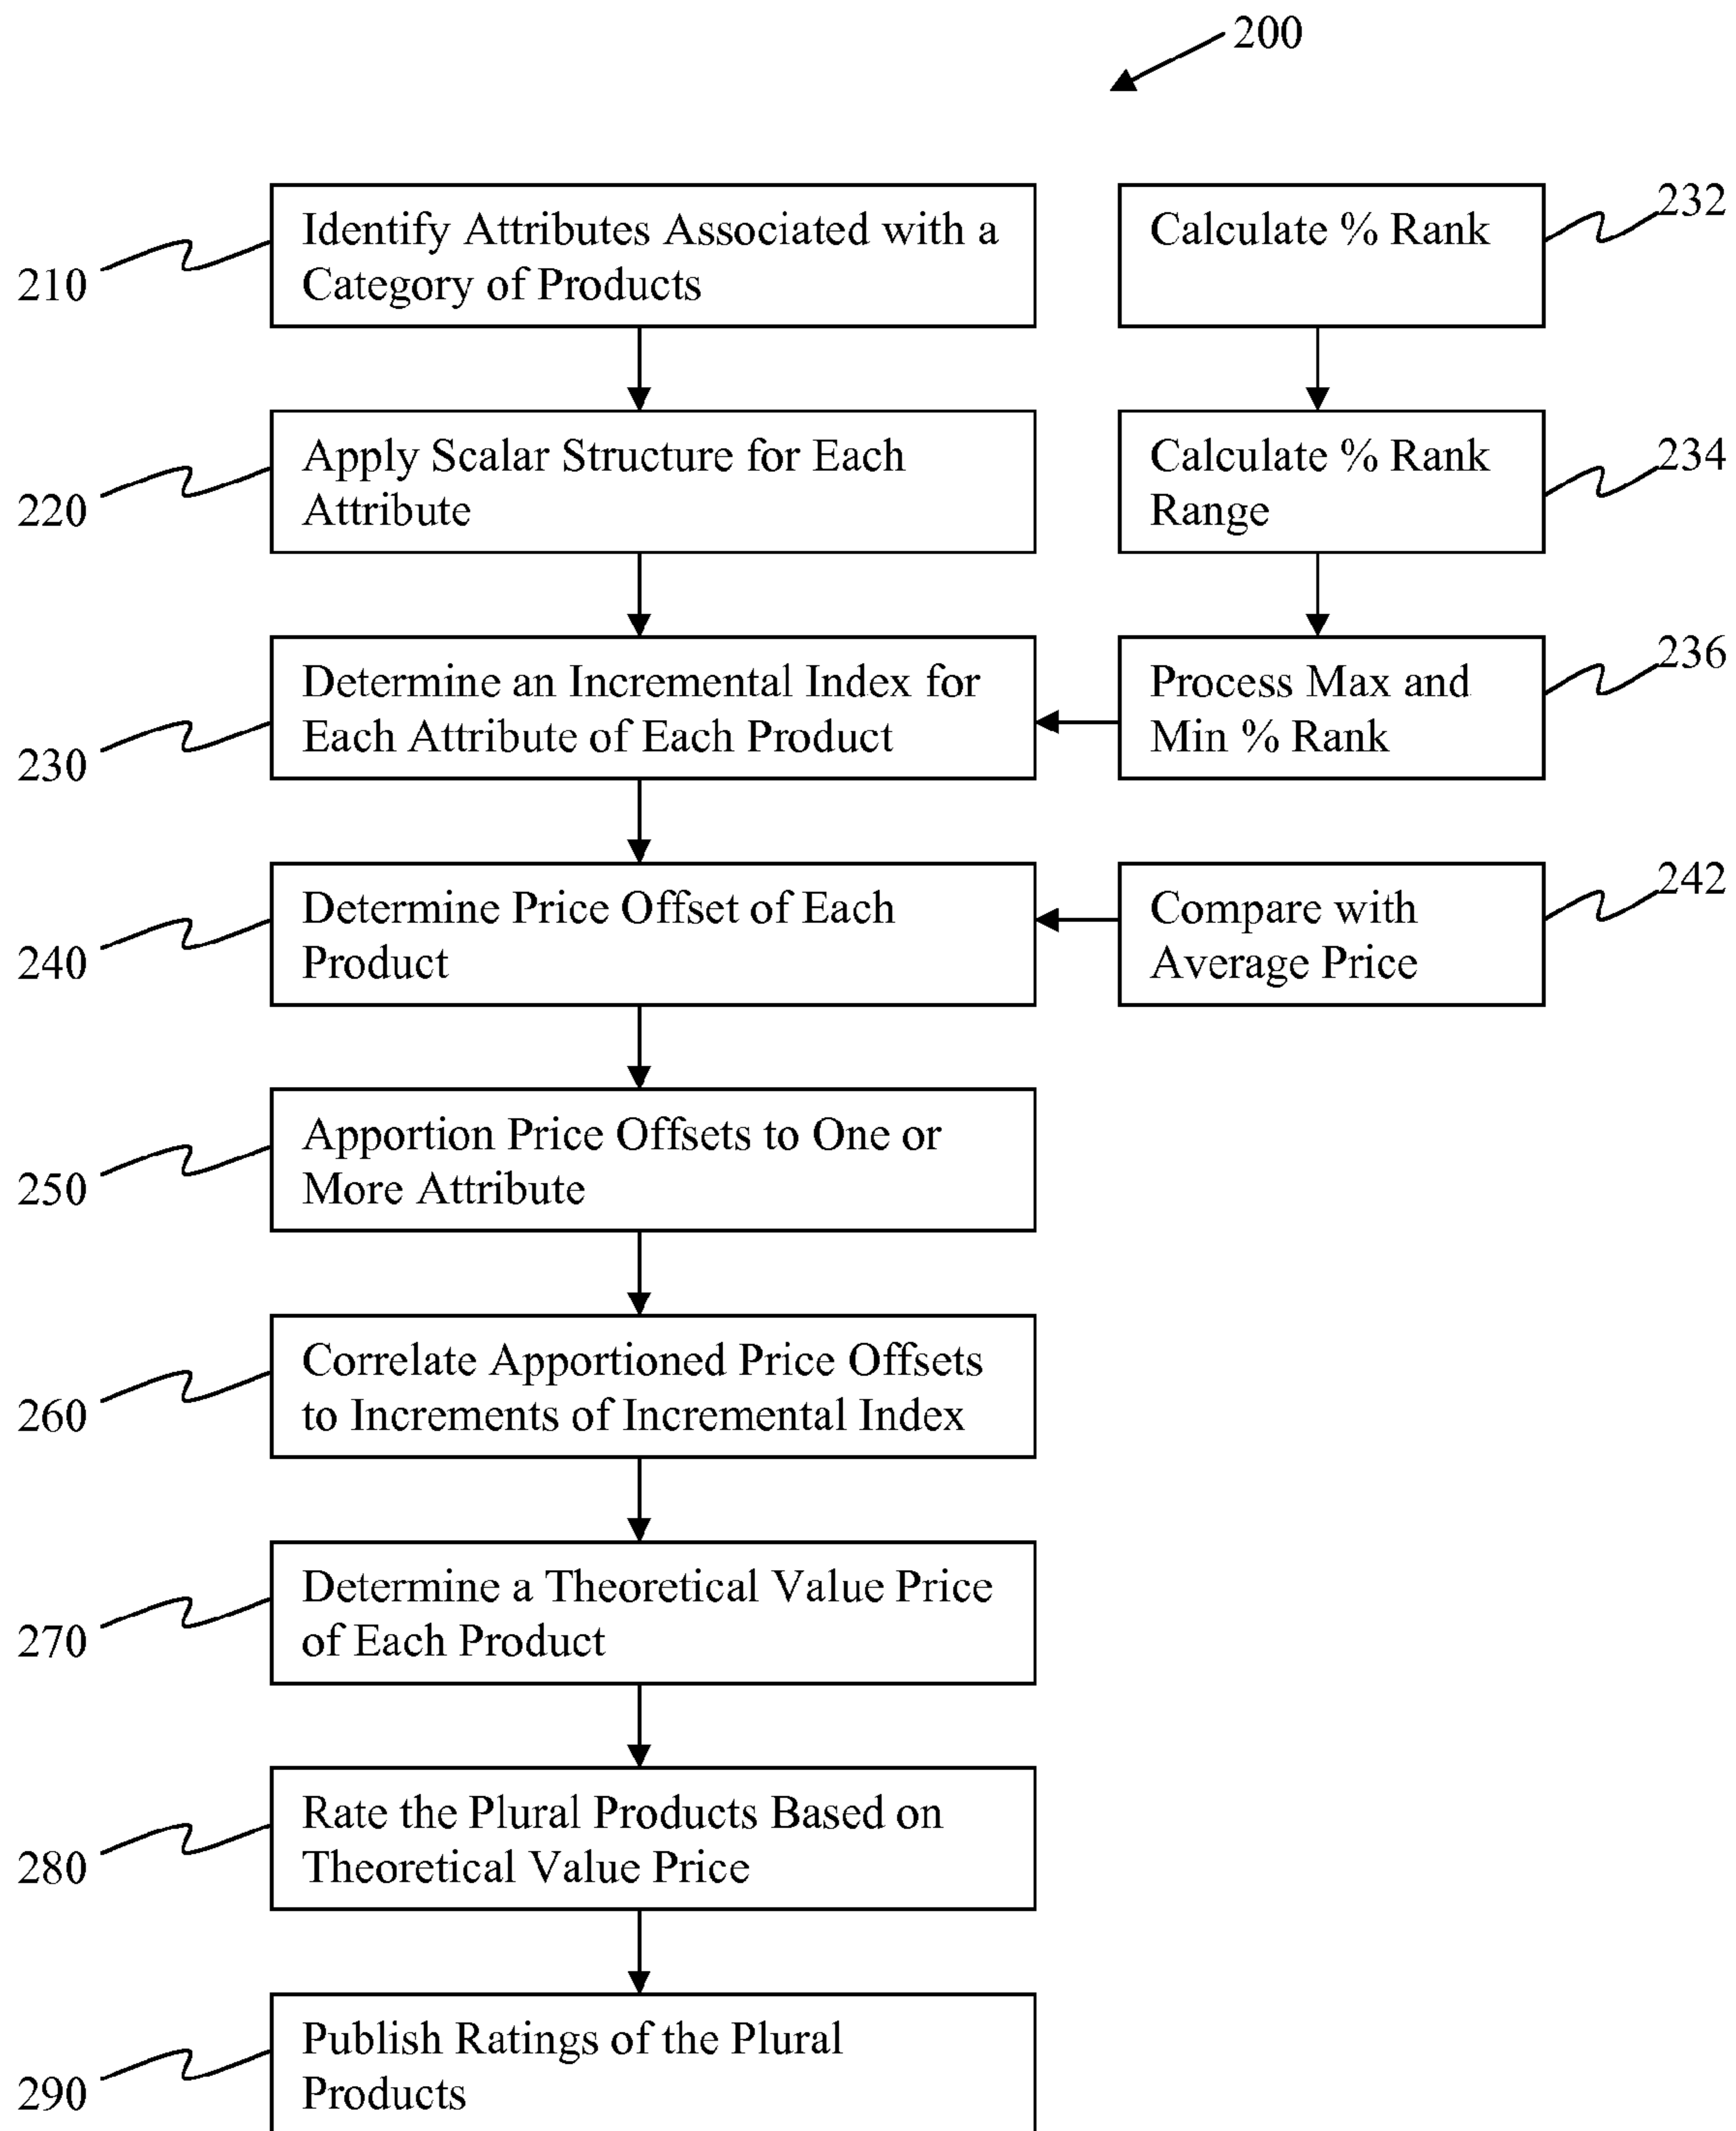 200
210
Identify Attributes Associated with a
Category of Products
Calculate % Rank
232
220
Apply Scalar Structure for Each
Attribute
Calculate % Rank
Range
234
230
Determine an Incremental Index for
Each Attribute of Each Product
Process Max and
Min % Rank
236
240
Determine Price Offset of Each
Product
Compare with
Average Price
242
250
Apportion Price Offsets to One or
More Attribute
260
Correlate Apportioned Price Offsets
to Increments of Incremental Index
270
Determine a Theoretical Value Price
of Each Product
280
Rate the Plural Products Based on
Theoretical Value Price
290
Publish Ratings of the Plural
Products